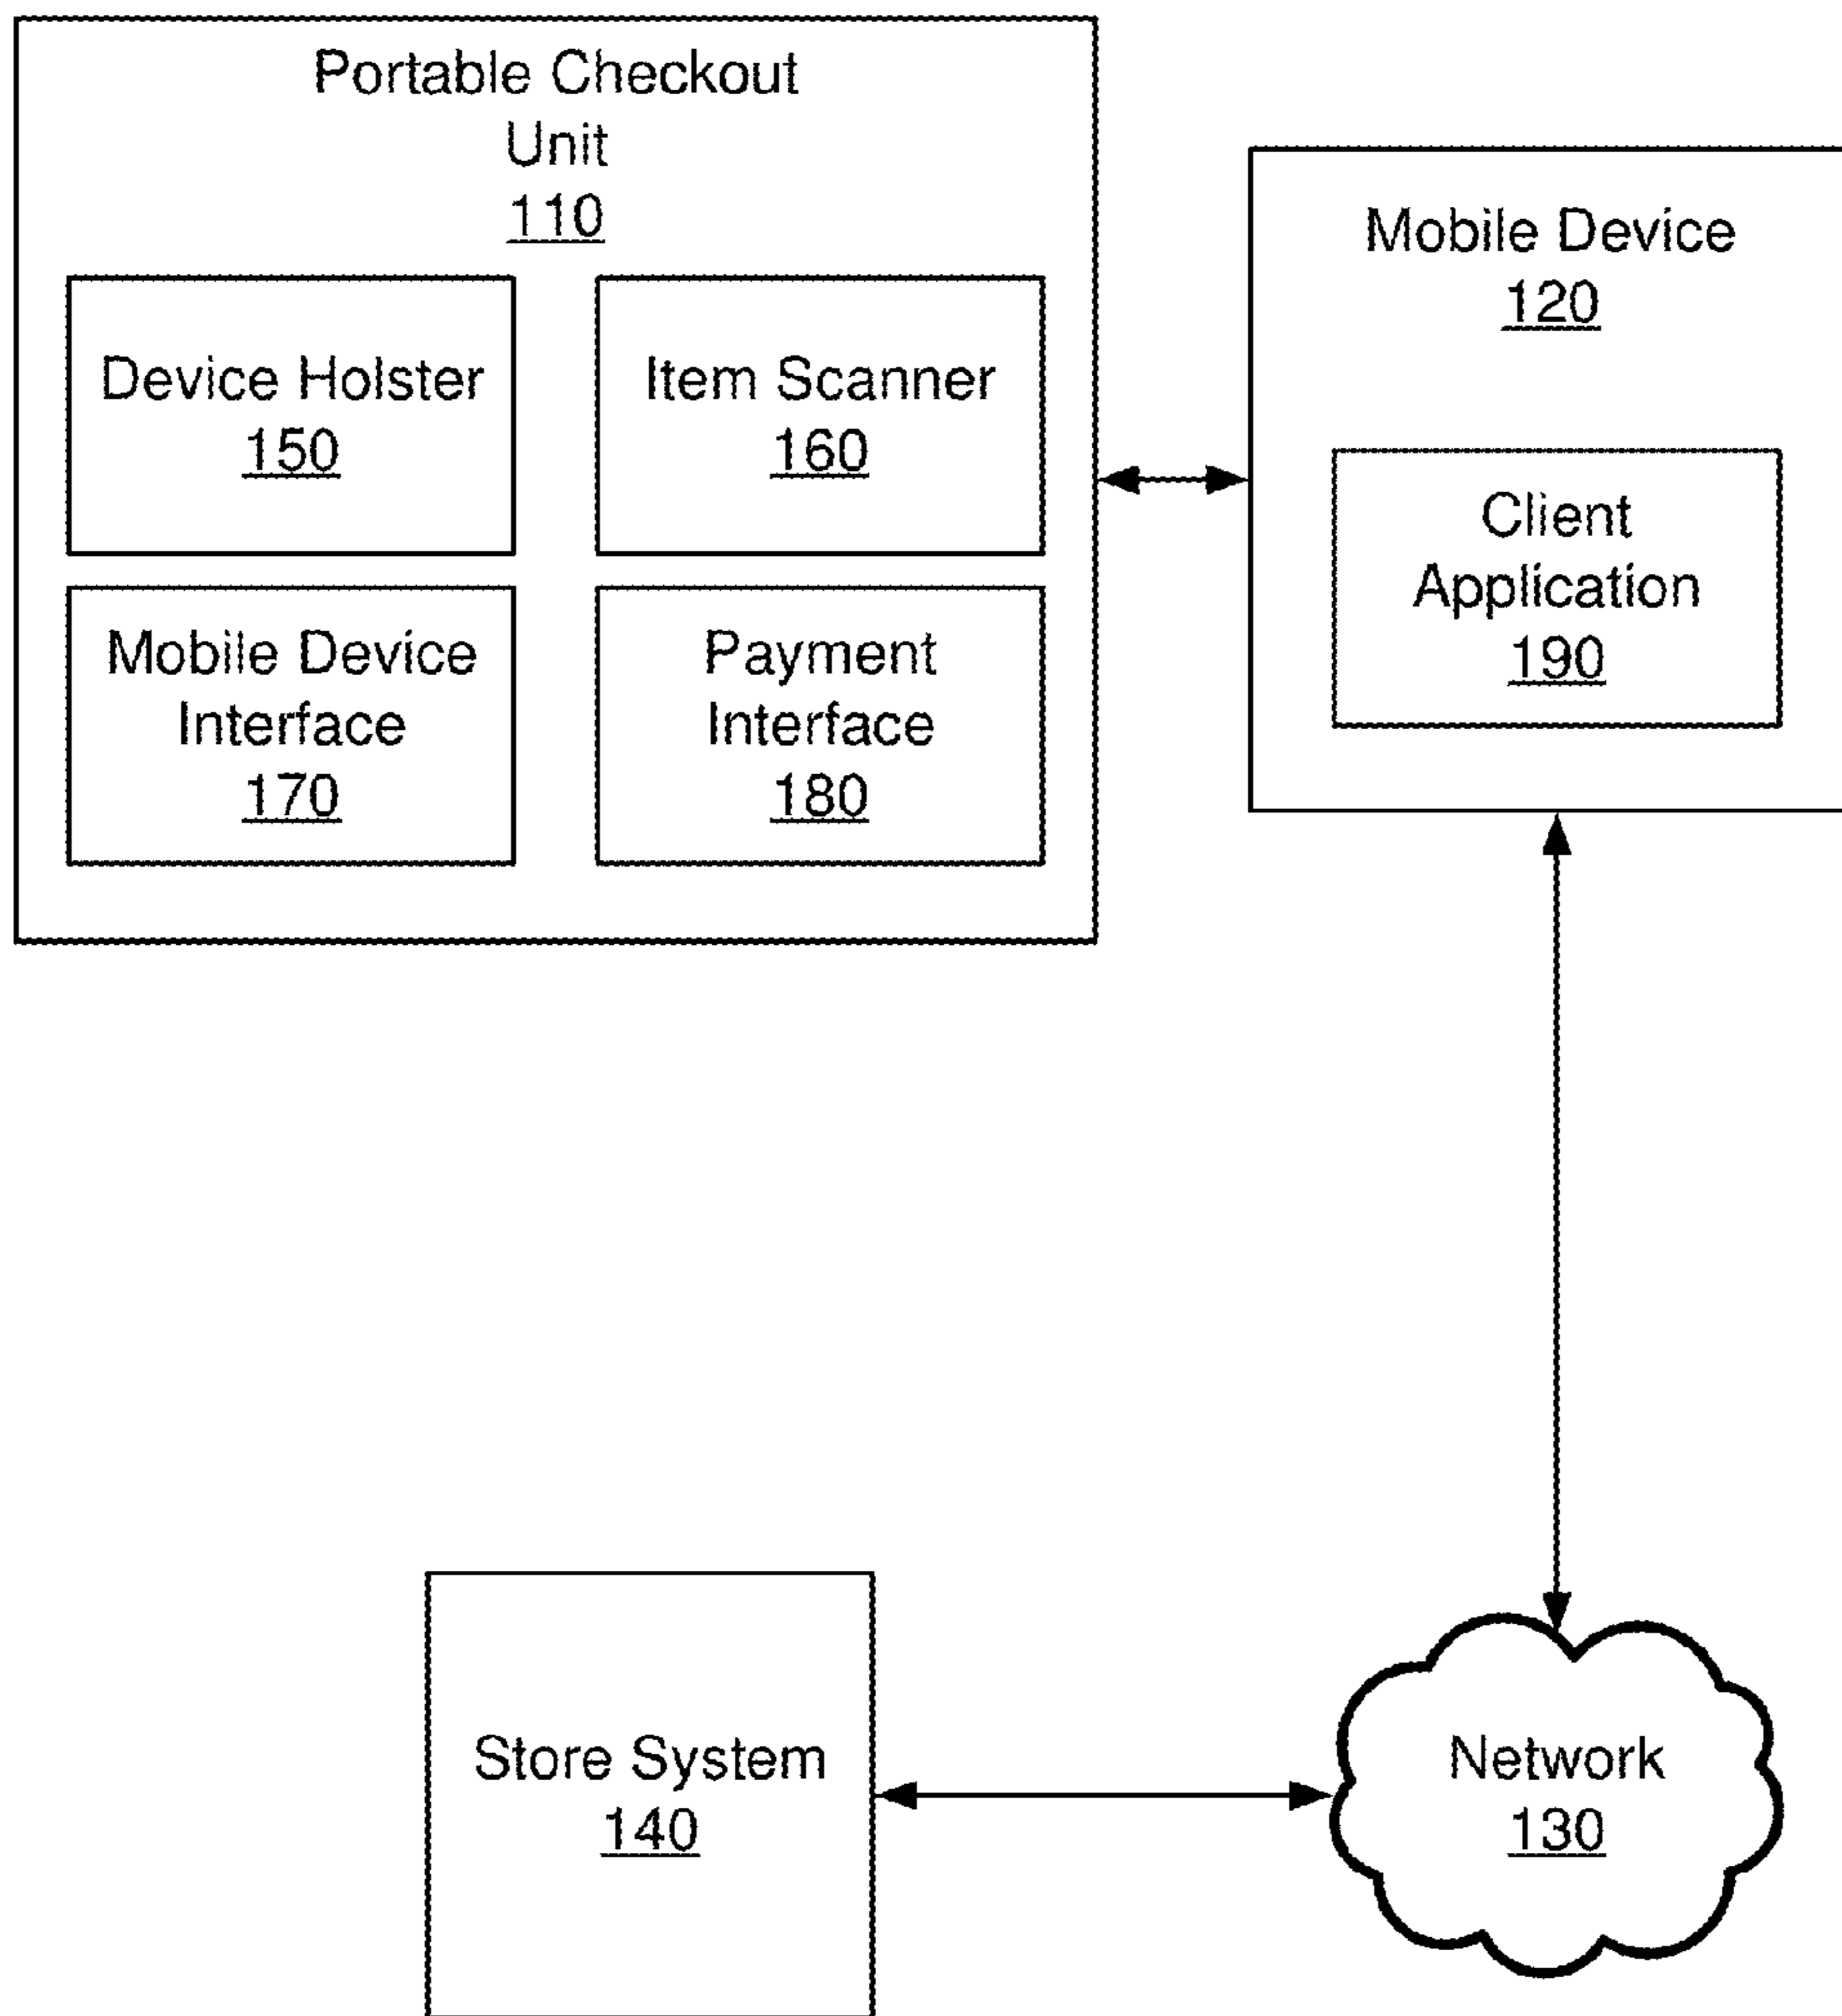 Portable Checkout
Unit
110
Device Holster
150
Item Scanner
160
Mobile Device
Interface
170
Payment
Interface
180
Mobile Device
120
Client
Application
190
Store System
140
Network
130